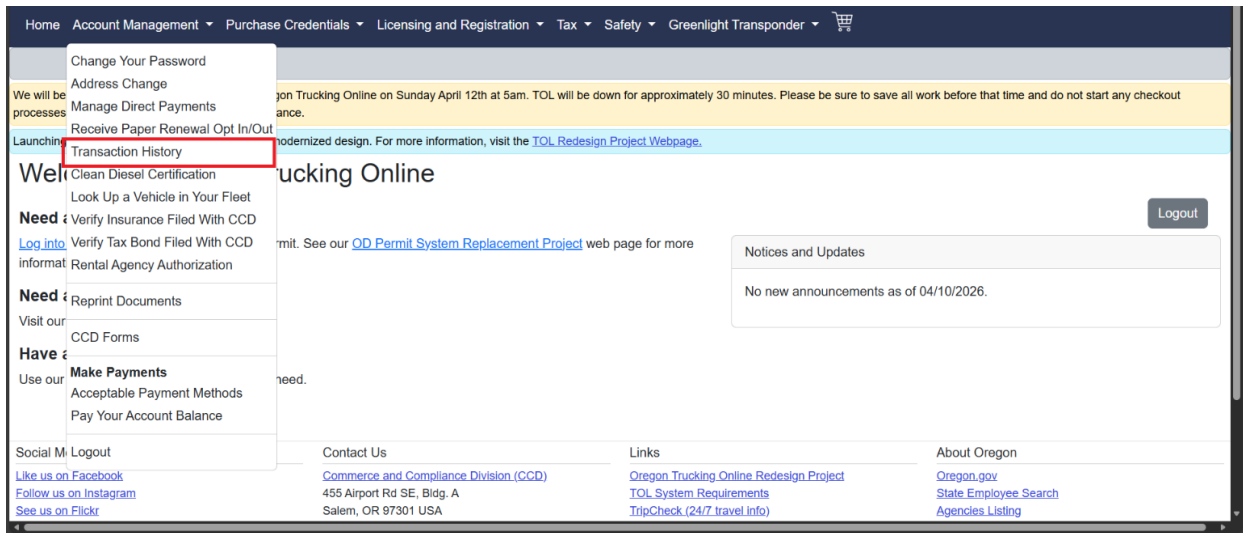 Home Account Management Purchase Credentials Licensing and Registration Tax Safety Greenlight Transponder
Change Your Password
Address Change
Manage Direct Payments
Receive Paper Renewal Opt In/Out
Transaction History
Clean Diesel Certification
Look Up a Vehicle in Your Fleet
Verify Insurance Filed With CCD
Verify Tax Bond Filed With CCD
Rental Agency Authorization
Reprint Documents
CCD Forms
Make Payments
Acceptable Payment Methods
Pay Your Account Balance
Logout
We will be Trucking Online on Sunday April 12th at 5am. TOL will be down for approximately 30 minutes. Please be sure to save all work before that time and do not start any checkout
processes
Launching modernized design. For more information, visit the TOL Redesign Project Webpage.
Online
Logout
Need
Log into See our OD Permit System Replacement Project web page for more
Notices and Updates
No new announcements as of 04/10/2026.
Need
Visit our
Have
Use our need.
Social
Like us on Facebook
Follow us on Instagram
See us on Flickr
Contact Us
Commerce and Compliance Division (CCD)
455 Airport Rd SE, Bldg. A
Salem, OR 97301 USA
Links
Oregon Trucking Online Redesign Project
TOL System Requirements
TripCheck (24/7 travel info)
About Oregon
Oregon.gov
State Employee Search
Agencies Listing